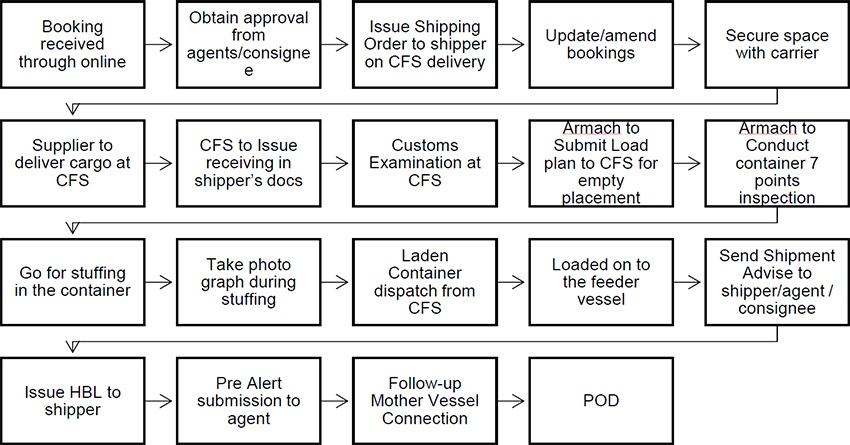 Booking
received
through online
Obtain approval
from
agents/consigne
e
Issue Shipping
Order to shipper
on CFS delivery
Update/amend
bookings
Secure space
with carrier
Supplier to
deliver cargo at
CFS
CFS to Issue
receiving in
shipper’s docs
Customs
Examination at
CFS
Armach to
Submit Load
plan to CFS for
empty
placement
Armach to
Conduct
container 7
points
inspection
Go for stuffing
in the container
Take photo
graph during
stuffing
Laden
Container
dispatch from
CFS
Loaded on to
the feeder
vessel
Send Shipment
Advise to
shipper/agent /
consignee
Issue HBL to
shipper
Pre Alert
submission to
agent
Follow-up
Mother Vessel
Connection
POD